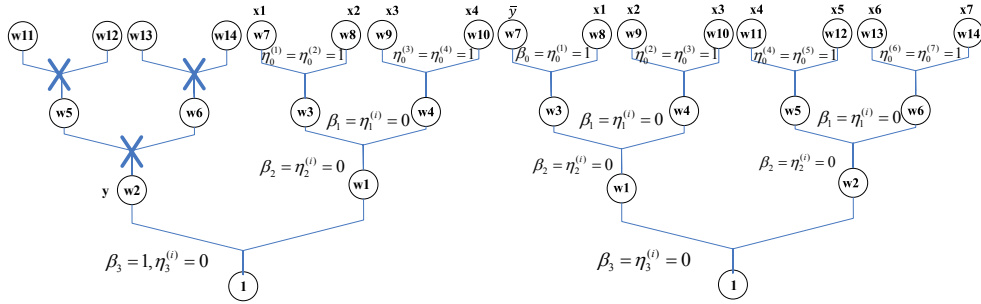 x1 x2 x3 x4 y̅ x1 x2 x3 x4 x5 x6 x7
w11 w12 w13 w14 w7 w8 w9 w10 w7 w8 w9 w10 w11 w12 w13 w14
η₀⁽¹⁾ = η₀⁽²⁾ = 1 η₀⁽³⁾ = η₀⁽⁴⁾ = 1 β₀ = η₀⁽¹⁾ = 1 η₀⁽²⁾ = η₀⁽³⁾ = 1 η₀⁽⁴⁾ = η₀⁽⁵⁾ = 1 η₀⁽⁶⁾ = η₀⁽⁷⁾ = 1
w5 w6 w3 w4 w3 w4 w5 w6
β₁ = η₁⁽ⁱ⁾ = 0 β₁ = η₁⁽ⁱ⁾ = 0 β₁ = η₁⁽ⁱ⁾ = 0
β₂ = η₂⁽ⁱ⁾ = 0 β₂ = η₂⁽ⁱ⁾ = 0 β₂ = η₂⁽ⁱ⁾ = 0
y w2 w1 w1 w2
β₃ = 1, η₃⁽ⁱ⁾ = 0 β₃ = η₃⁽ⁱ⁾ = 0
1 1